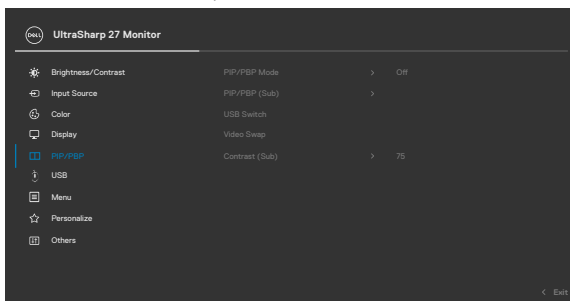 DELL UltraSharp 27 Monitor
Brightness/Contrast PIP/PBP Mode > Off
Input Source PIP/PBP (Sub) >
Color USB Switch
Display Video Swap
PIP/PBP Contrast (Sub) > 75
USB
Menu
Personalize
Others
< Exit